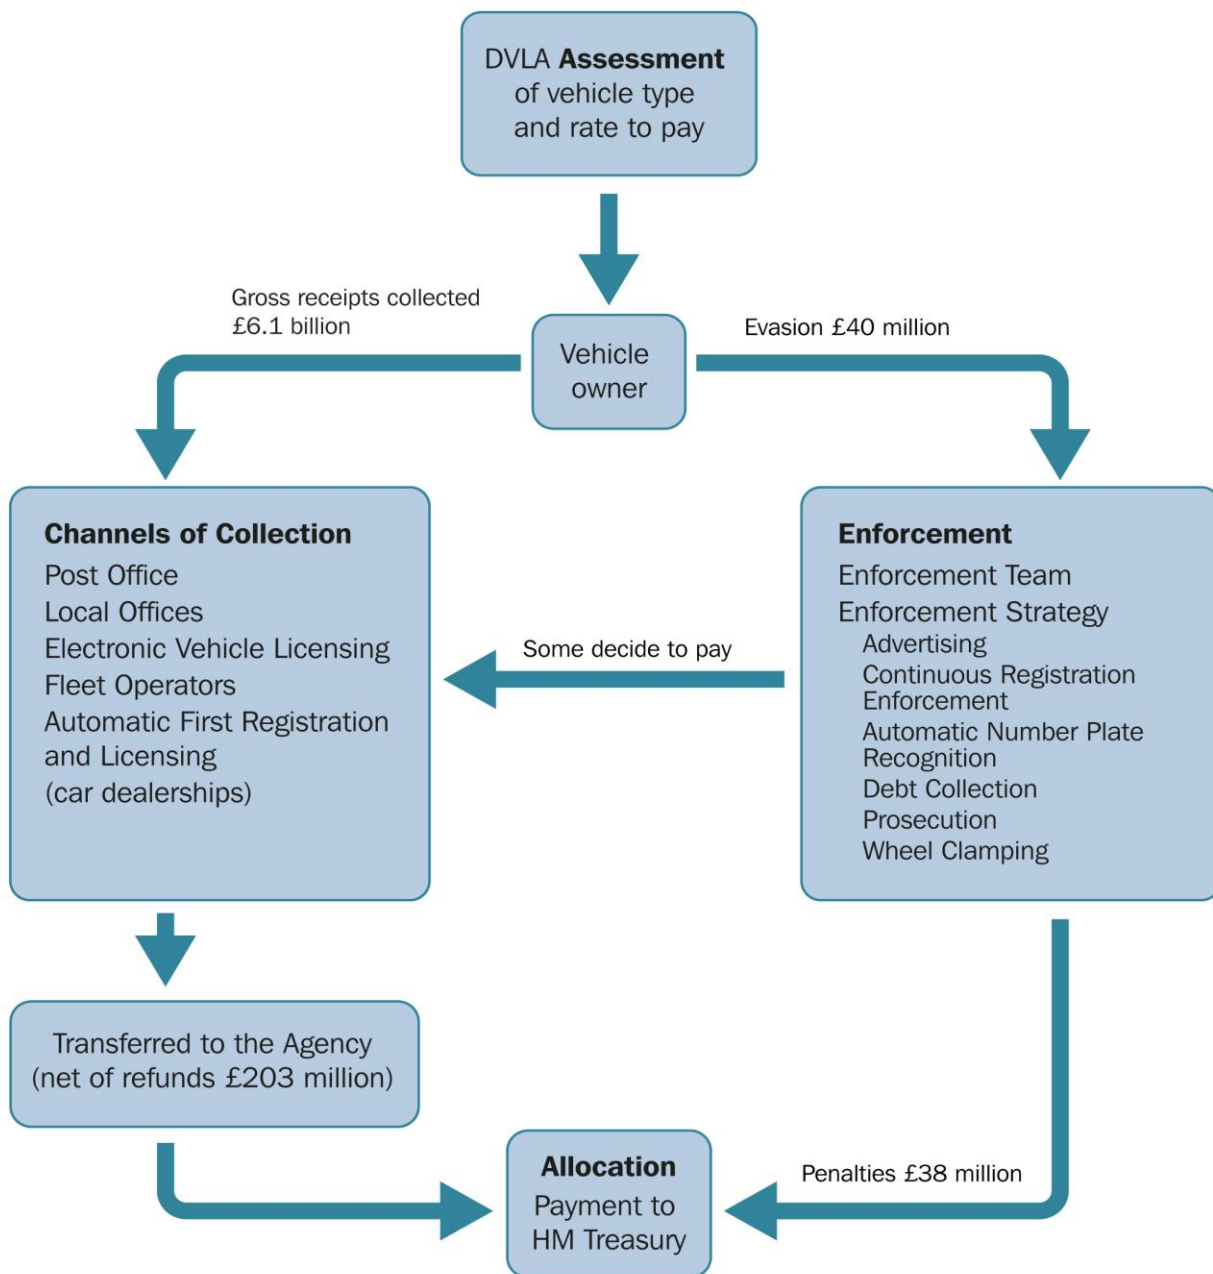 DVLA Assessment
of vehicle type
and rate to pay
Gross receipts collected
£6.1 billion
Vehicle
owner
Evasion £40 million
Channels of Collection
Post Office
Local Offices
Electronic Vehicle Licensing
Fleet Operators
Automatic First Registration
and Licensing
(car dealerships)
Some decide to pay
Enforcement
Enforcement Team
Enforcement Strategy
Advertising
Continuous Registration
Enforcement
Automatic Number Plate
Recognition
Debt Collection
Prosecution
Wheel Clamping
Transferred to the Agency
(net of refunds £203 million)
Allocation
Payment to
HM Treasury
Penalties £38 million